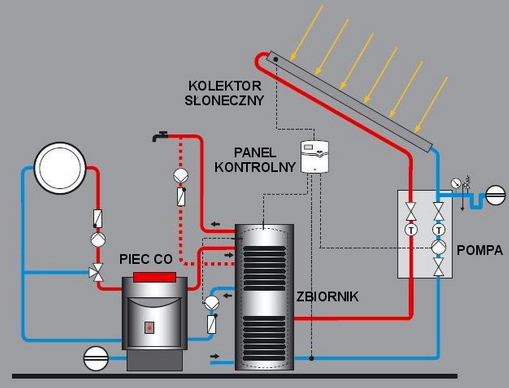 KOLEKTOR
SŁONECZNY
PANEL
KONTROLNY
PIEC CO
ZBIORNIK
POMPA
T
T